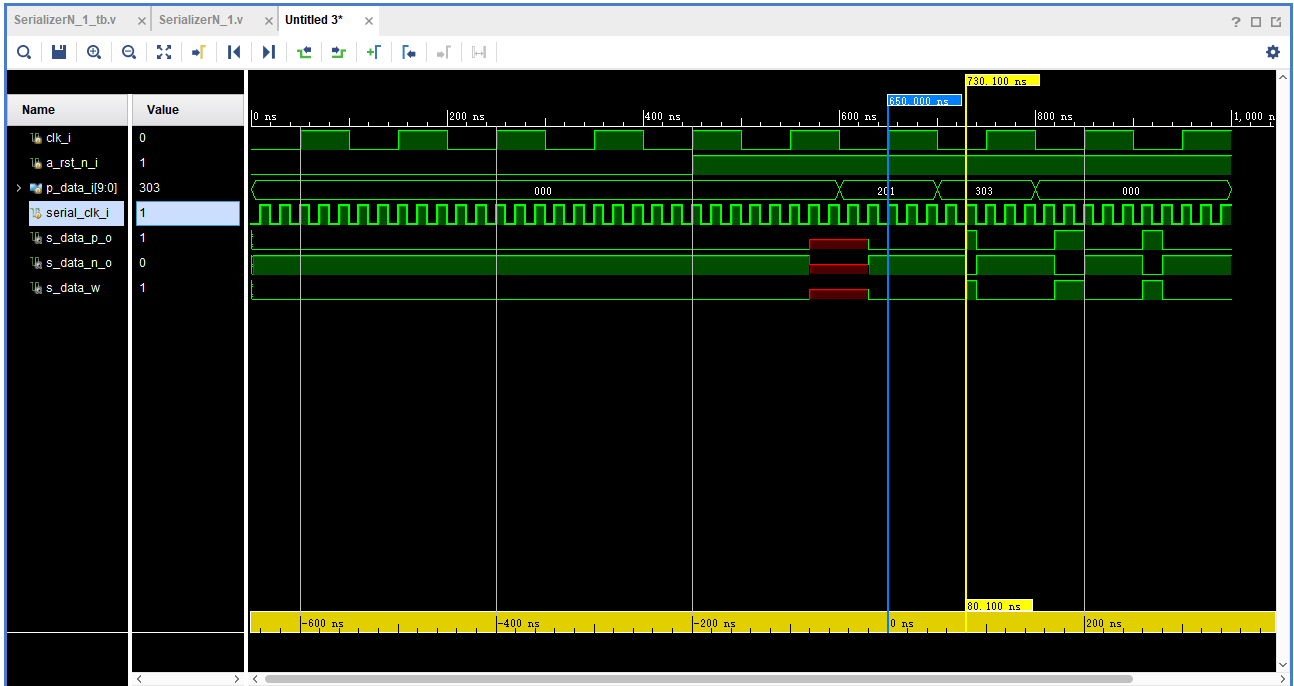 SerializerN_1_tb.v × SerializerN_1.v × Untitled 3* ×
730.100 ns
650.000 ns
Name Value
0 ns 200 ns 400 ns 600 ns 800 ns 1,000 n
clk_i 0
a_rst_n_i 1
p_data_i[9:0] 303 000 201 303 000
serial_clk_i 1
s_data_p_o 1
s_data_n_o 0
s_data_w 1
80.100 ns
-600 ns -400 ns -200 ns 0 ns 200 ns